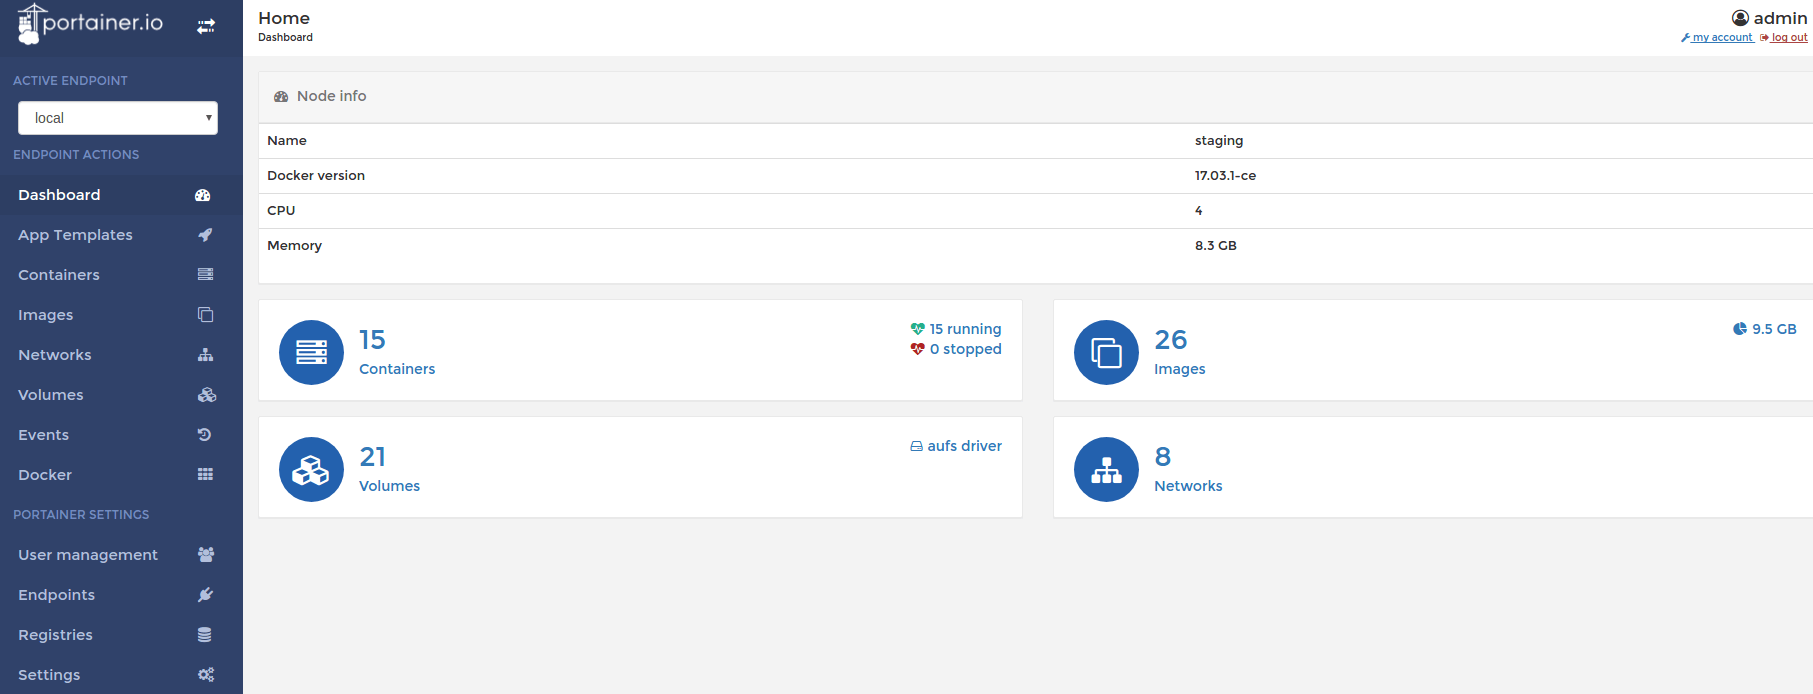 portainer.io
ACTIVE ENDPOINT
local
ENDPOINT ACTIONS
Dashboard
App Templates
Containers
Images
Networks
Volumes
Events
Docker
PORTAINER SETTINGS
User management
Endpoints
Registries
Settings
Home
Dashboard
admin
my account log out
Node info
Name staging
Docker version 17.03.1-ce
CPU 4
Memory 8.3 GB
15
Containers
15 running
0 stopped
26
Images
9.5 GB
21
Volumes
aufs driver
8
Networks